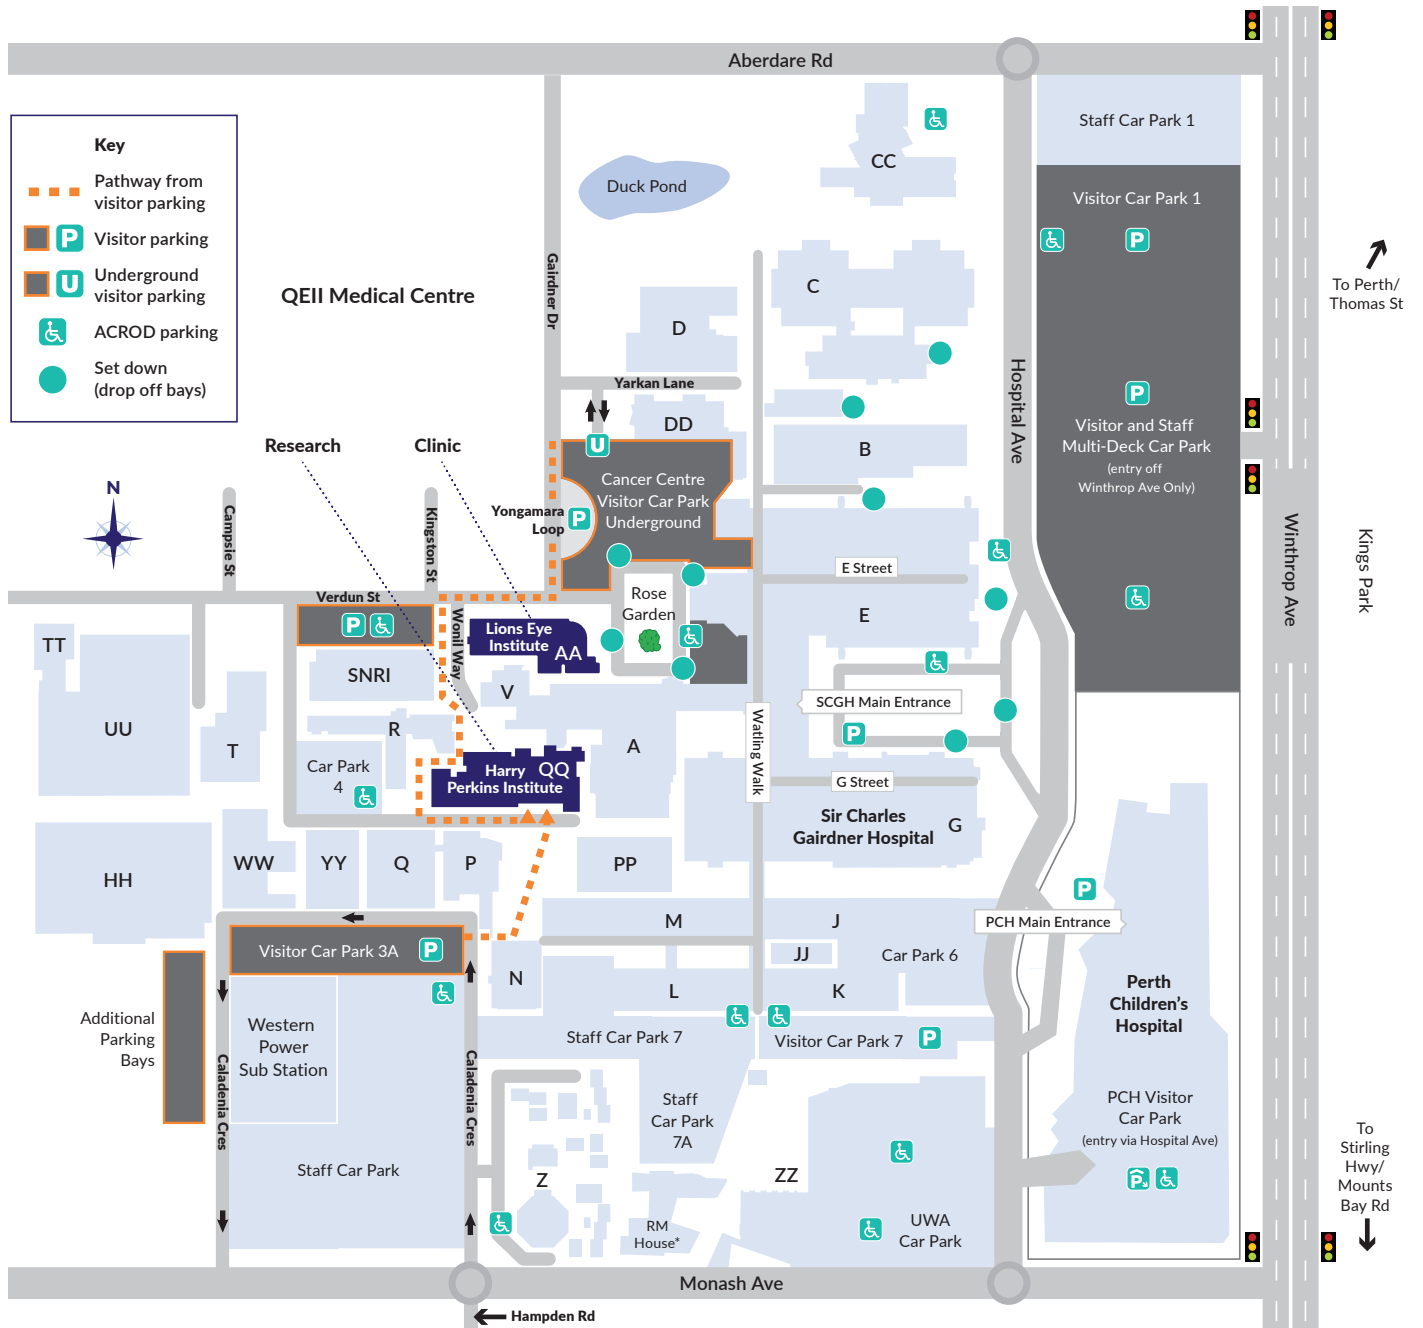 Aberdare Rd
Key
Pathway from
visitor parking
P
Visitor parking
U
Underground
visitor parking
ACROD parking
Set down
(drop off bays)
QEII Medical Centre
Duck Pond
CC
Staff Car Park 1
Visitor Car Park 1
P
To Perth/
Thomas St
Gairdner Dr
C
D
Yarkan Lane
DD
U
Hospital Ave
P
Visitor and Staff
Multi-Deck Car Park
(entry off
Winthrop Ave Only)
Research
Clinic
B
Cancer Centre
Visitor Car Park
Underground
N
Campsie St
Kingston St
Yongamara
Loop
P
Winthrop Ave
Kings Park
E Street
Verdun St
Rose
Garden
E
P
Wonil Way
Lions Eye
Institute
AA
TT
SNRI
V
SCGH Main Entrance
P
UU
T
R
A
Watling Walk
Car Park
4
Harry
Perkins Institute
QQ
G Street
Sir Charles
Gairdner Hospital
G
HH
WW
YY
Q
P
PP
P
M
J
PCH Main Entrance
Visitor Car Park 3A
P
JJ
Car Park 6
N
L
K
Perth
Children's
Hospital
Additional
Parking
Bays
Western
Power
Sub Station
Staff Car Park 7
Visitor Car Park 7
P
Caladenia Cres
Caladenia Cres
Staff
Car Park
7A
PCH Visitor
Car Park
(entry via Hospital Ave)
P
To
Stirling
Hwy/
Mounts
Bay Rd
Staff Car Park
Z
ZZ
RM
House*
UWA
Car Park
Monash Ave
Hampden Rd